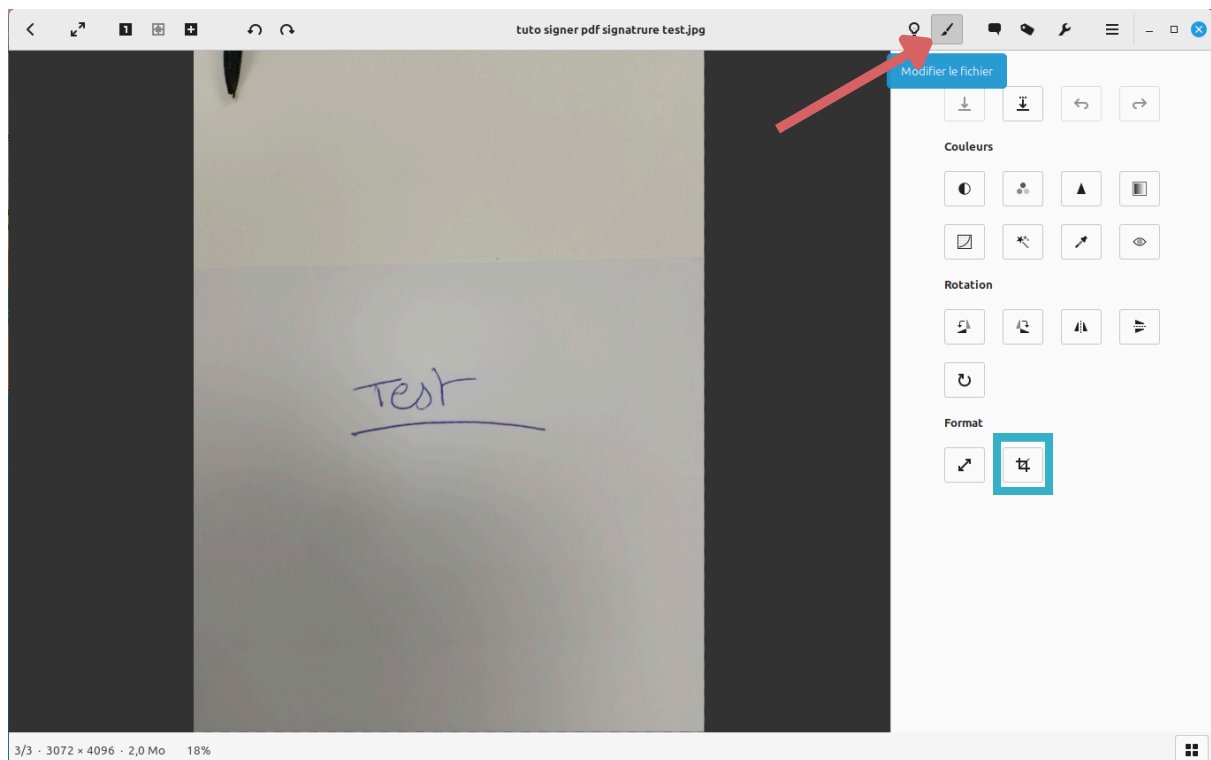 tuto signer pdf signatrure test.jpg
Modifier le fichier
Couleurs
Rotation
Format
Test
3/3 · 3072 × 4096 · 2,0 Mo 18%